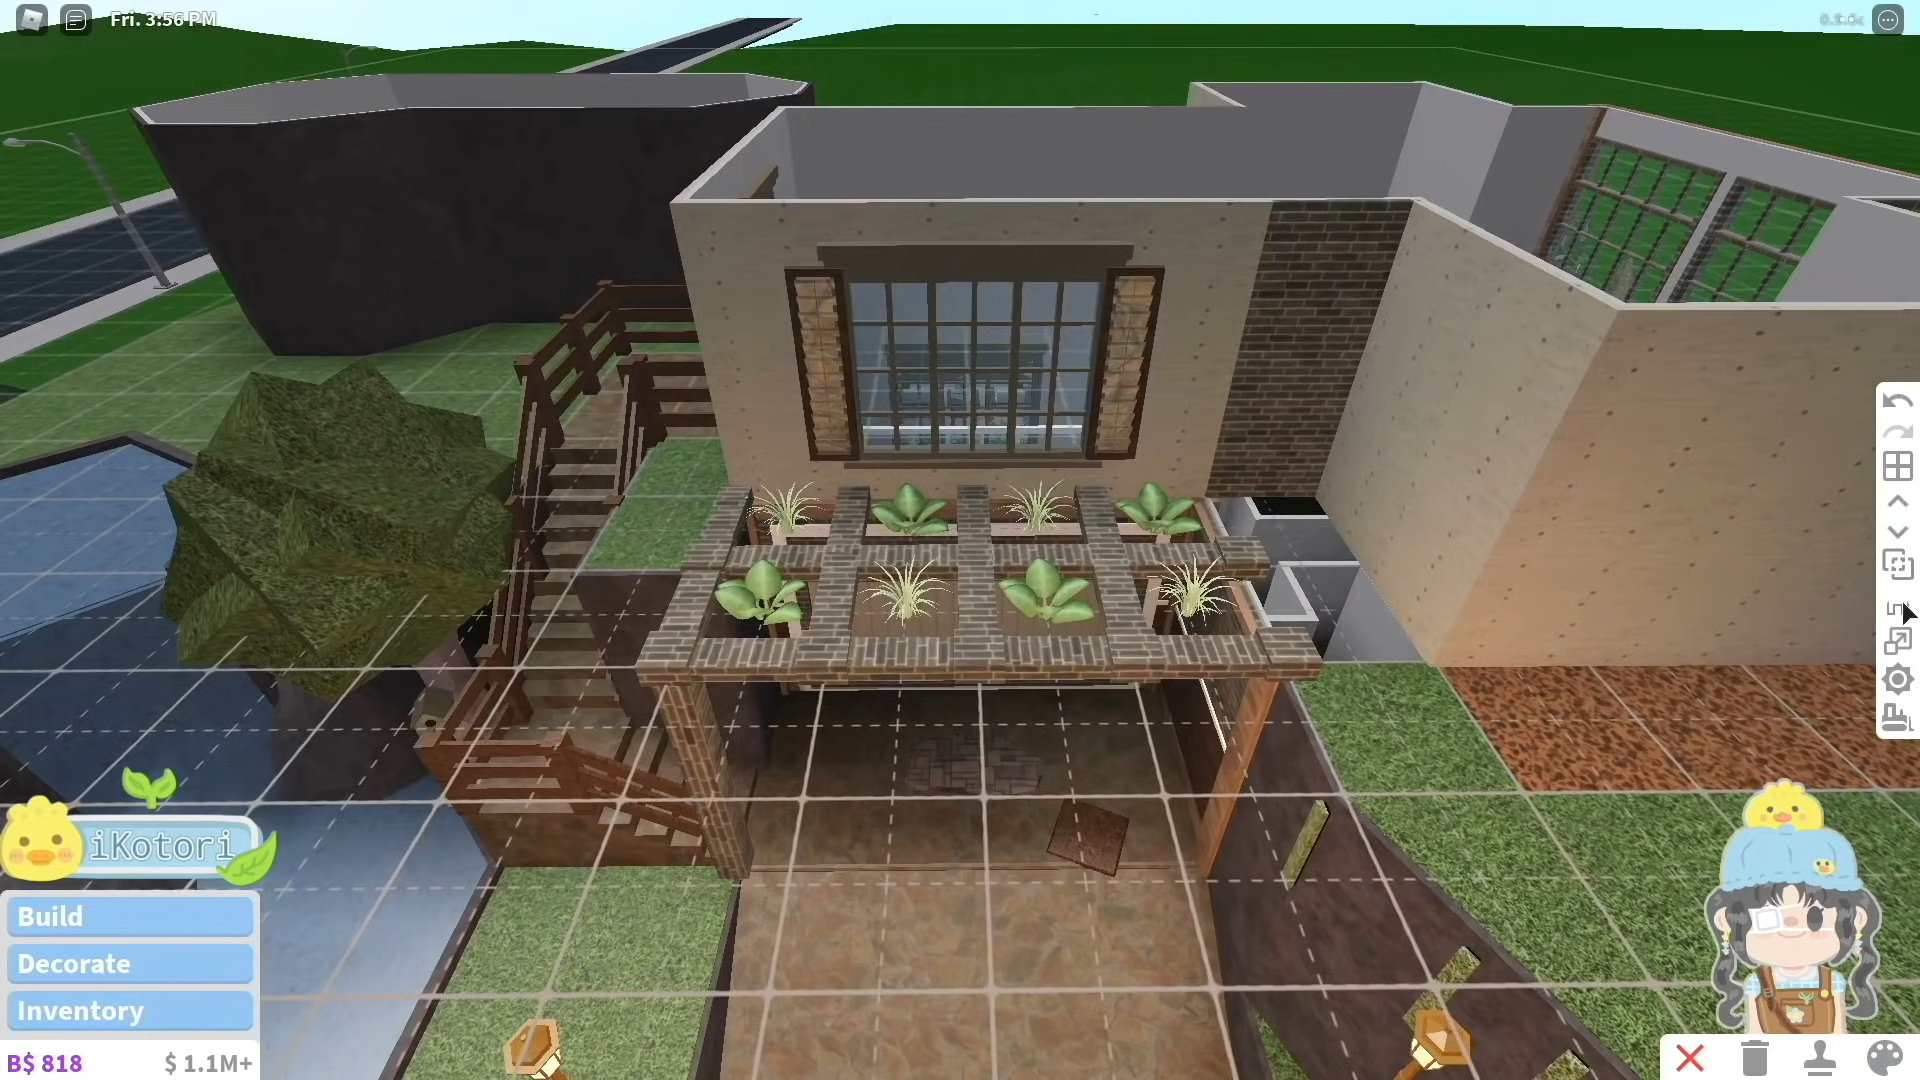 Fri. 3:56 PM
iKotori
Build
Decorate
Inventory
B$ 818
$ 1.1M+